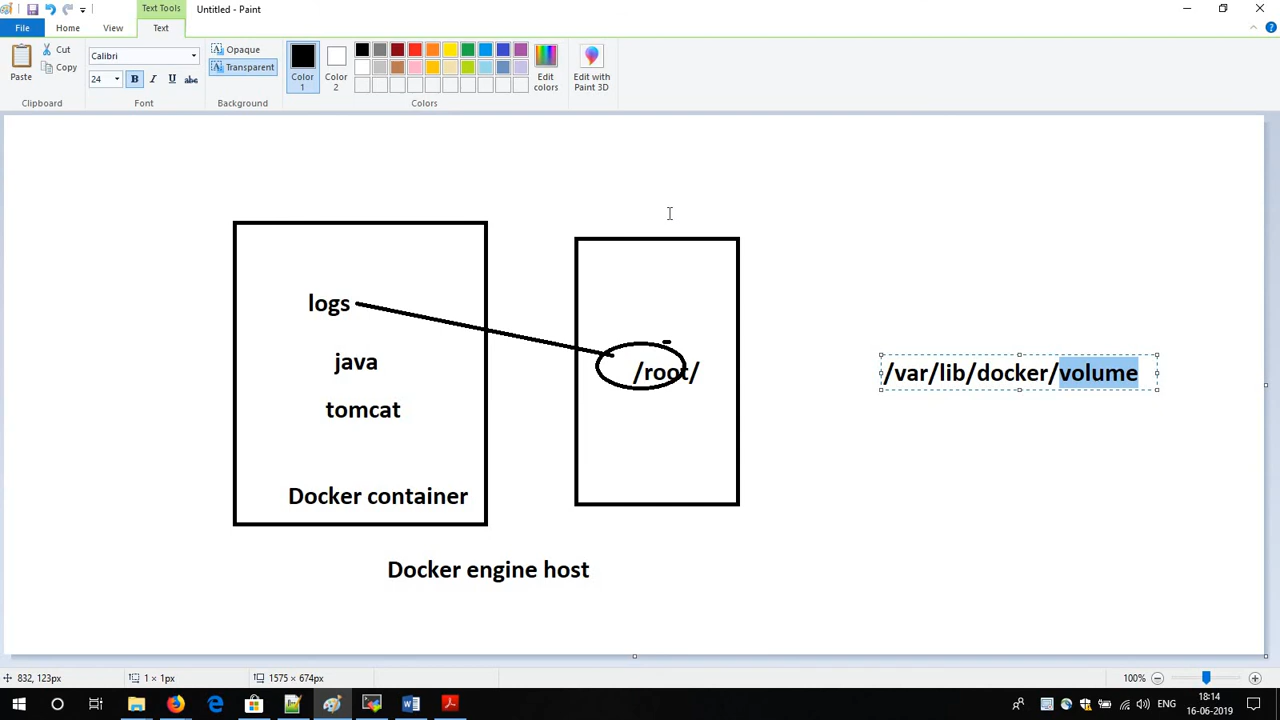 Text Tools
Untitled - Paint
File
Home
View
Text
Paste
Cut
Copy
Clipboard
Calibri
24
B
I
U
abc
Font
Opaque
Transparent
Background
Color
1
Color
2
Edit
colors
Colors
Edit with
Paint 3D
logs
java
tomcat
Docker container
/root/
/var/lib/docker/volume
Docker engine host
832, 123px
1 × 1px
1575 × 674px
100%
18:14
16-06-2019